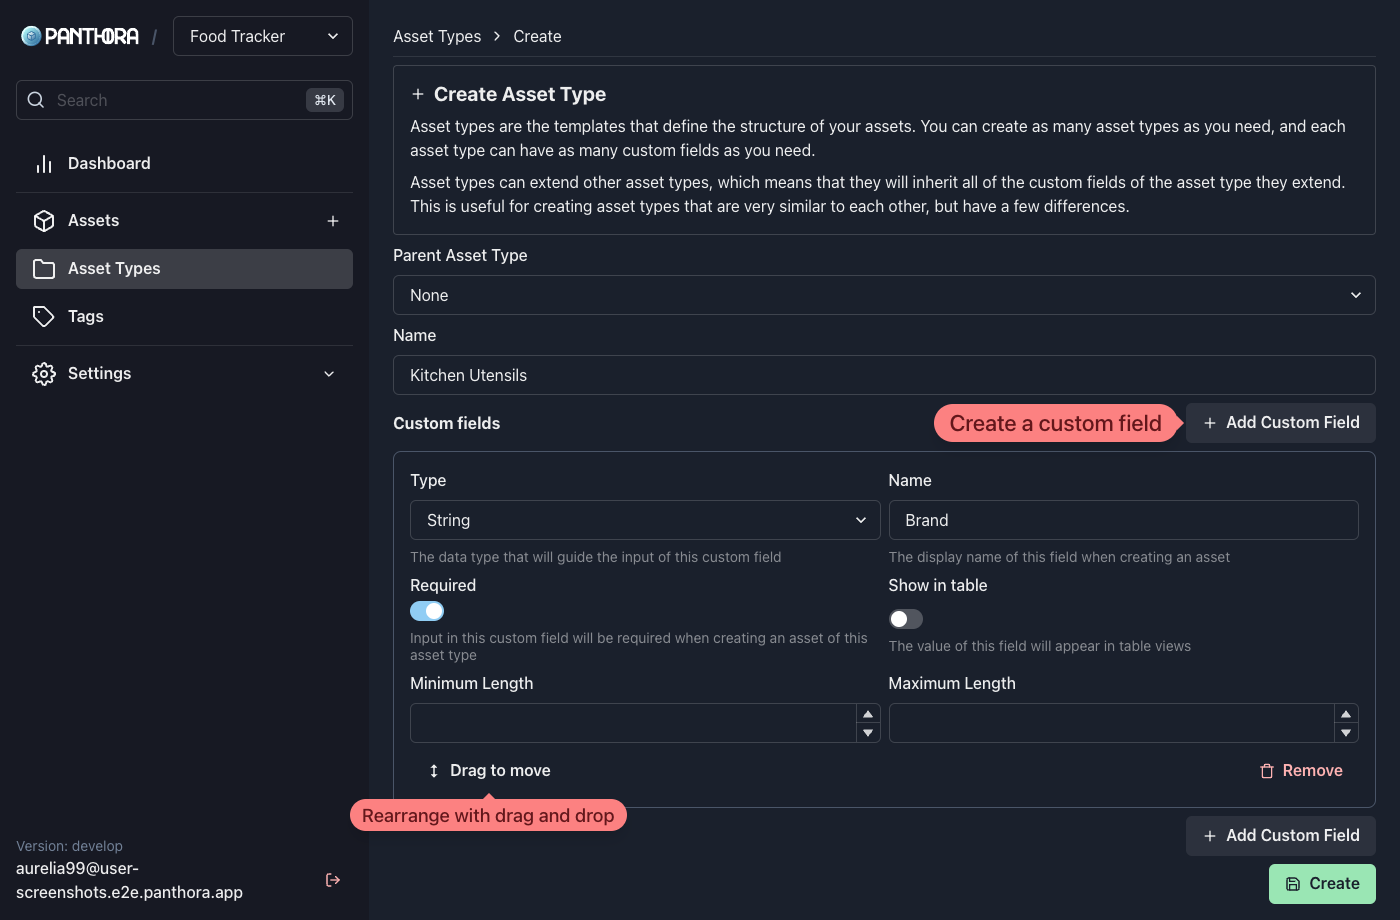 PANTHORA / Food Tracker
Search ⌘K
Dashboard
Assets
Asset Types
Tags
Settings
Version: develop
aurelia99@user-
screenshots.e2e.panthora.app
Asset Types > Create
Create Asset Type
Asset types are the templates that define the structure of your assets. You can create as many asset types as you need, and each
asset type can have as many custom fields as you need.
Asset types can extend other asset types, which means that they will inherit all of the custom fields of the asset type they extend.
This is useful for creating asset types that are very similar to each other, but have a few differences.
Parent Asset Type
None
Name
Kitchen Utensils
Custom fields
Create a custom field
+ Add Custom Field
Type
String
The data type that will guide the input of this custom field
Name
Brand
The display name of this field when creating an asset
Required
Input in this custom field will be required when creating an asset of this
asset type
Show in table
The value of this field will appear in table views
Minimum Length
Maximum Length
Drag to move
Remove
Rearrange with drag and drop
+ Add Custom Field
Create